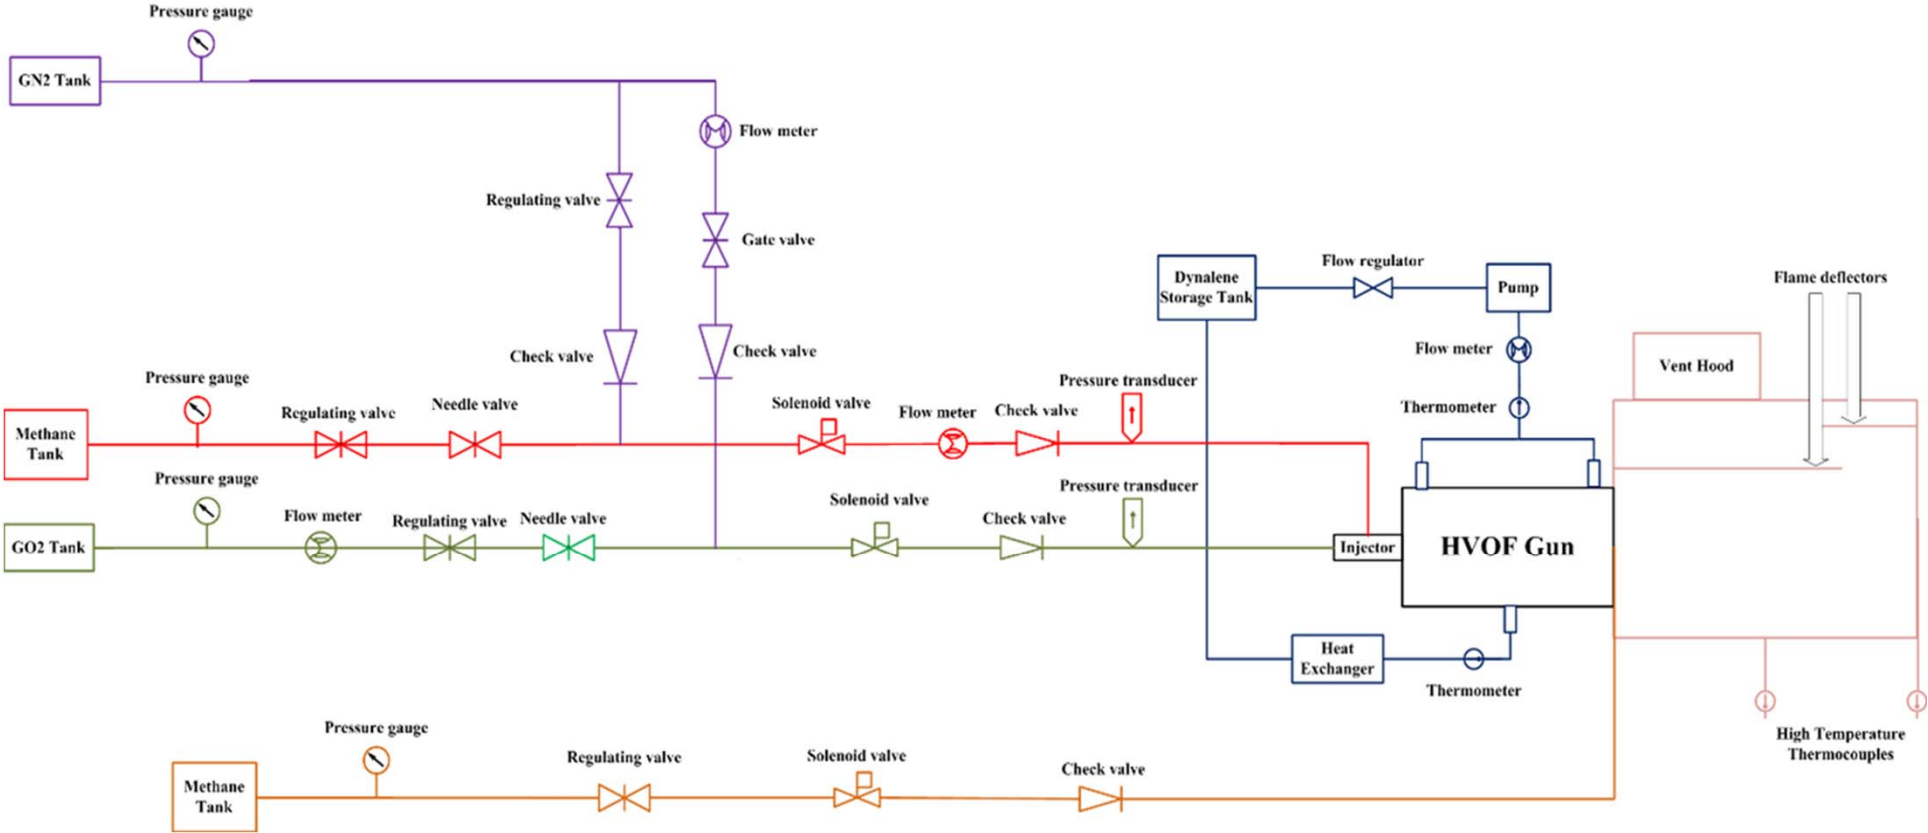 Pressure gauge
GN2 Tank
Flow meter
Regulating valve
Gate valve
Check valve
Check valve
Dynalene
Storage Tank
Flow regulator
Pump
Flow meter
Thermometer
Flame deflectors
Vent Hood
Pressure gauge
Methane
Tank
Regulating valve
Needle valve
Solenoid valve
Flow meter
Check valve
Pressure transducer
Pressure gauge
GO2 Tank
Flow meter
Regulating valve
Needle valve
Solenoid valve
Check valve
Pressure transducer
Injector
HVOF Gun
Heat
Exchanger
Thermometer
High Temperature
Thermocouples
Pressure gauge
Methane
Tank
Regulating valve
Solenoid valve
Check valve